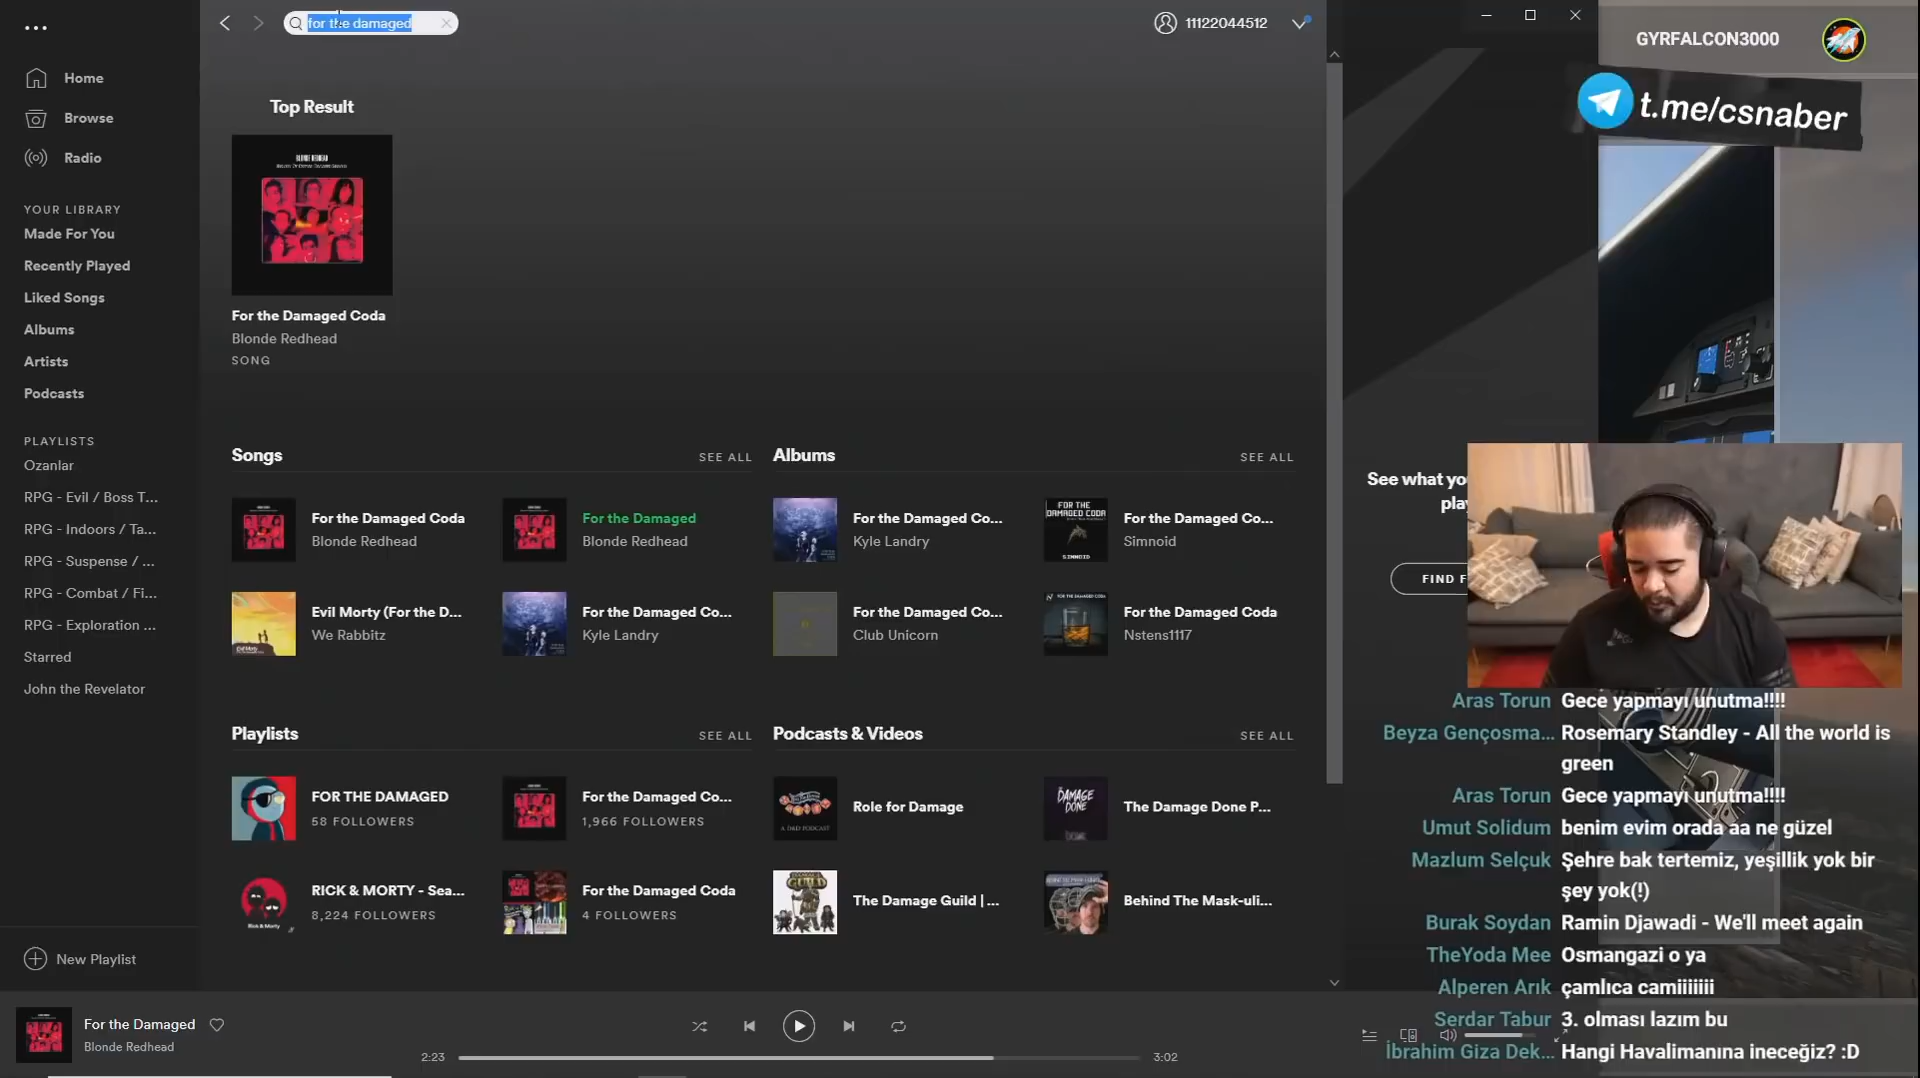 for the damaged
11122044512
GYRFALCON3000
t.me/csnaber
Home
Browse
Radio
YOUR LIBRARY
Made For You
Recently Played
Liked Songs
Albums
Artists
Podcasts
PLAYLISTS
Ozanlar
RPG - Evil / Boss T...
RPG - Indoors / Ta...
RPG - Suspense / ...
RPG - Combat / Fi...
RPG - Exploration ...
Starred
John the Revelator
New Playlist
Top Result
For the Damaged Coda
Blonde Redhead
SONG
Songs
SEE ALL
For the Damaged Coda
Blonde Redhead
For the Damaged
Blonde Redhead
Evil Morty (For the D...
We Rabbitz
For the Damaged Co...
Kyle Landry
Albums
SEE ALL
For the Damaged Co...
Kyle Landry
FOR THE
DAMAGED CODA
SIMNOID
For the Damaged Co...
Simnoid
For the Damaged Co...
Club Unicorn
For the Damaged Coda
Nstens1117
Playlists
SEE ALL
FOR THE DAMAGED
58 FOLLOWERS
For the Damaged Co...
1,966 FOLLOWERS
Rick & Morty
RICK & MORTY - Sea...
8,224 FOLLOWERS
For the Damaged Coda
4 FOLLOWERS
Podcasts & Videos
SEE ALL
Role for Damage
DAMAGE
DONE
The Damage Done P...
The Damage Guild | ...
Behind The Mask-uli...
See what yo
play
FIND F
Aras Torun Gece yapmayı unutma!!!!
Beyza Gençosma... Rosemary Standley - All the world is
green
Aras Torun Gece yapmayı unutma!!!!
Umut Solidum benim evim orada aa ne güzel
Mazlum Selçuk Şehre bak tertemiz, yeşillik yok bir
şey yok(!)
Burak Soydan Ramin Djawadi - We'll meet again
TheYoda Mee Osmangazi o ya
Alperen Arık çamlıca camiiiiiii
Serdar Tabur 3. olması lazım bu
İbrahim Giza Dek... Hangi Havalimanına ineceğiz? :D
For the Damaged
Blonde Redhead
2:23
3:02